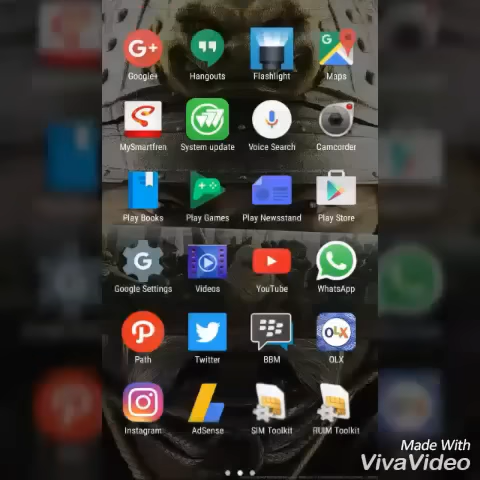 Google+ Hangouts Flashlight Maps
MySmartfren System update Voice Search Camcorder
Play Books Play Games Play Newsstand Play Store
Google Settings Videos YouTube WhatsApp
Path Twitter BBM OLX
Instagram AdSense SIM Toolkit RUIM Toolkit
Made With
VivaVideo